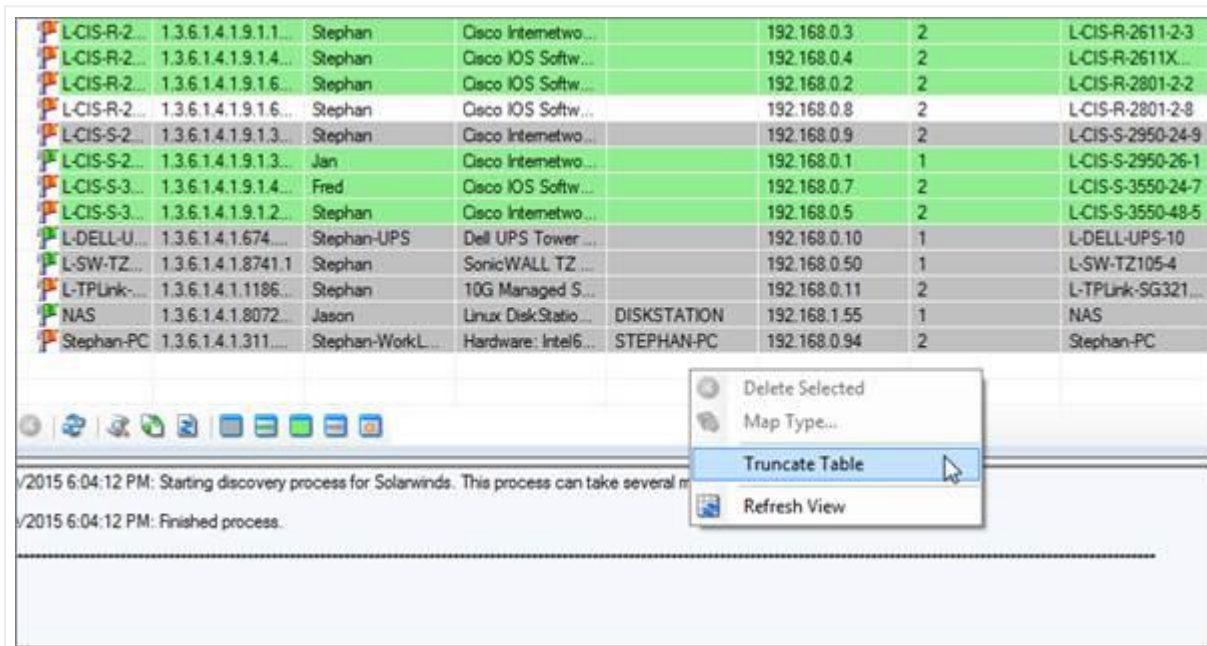 L-CIS-R-2... 1.3.6.1.4.1.9.1.1... Stephan Cisco Internetwo... 192.168.0.3 2 L-CIS-R-2611-2-3
L-CIS-R-2... 1.3.6.1.4.1.9.1.4... Stephan Cisco IOS Softw... 192.168.0.4 2 L-CIS-R-2611X...
L-CIS-R-2... 1.3.6.1.4.1.9.1.6... Stephan Cisco IOS Softw... 192.168.0.2 2 L-CIS-R-2801-2-2
L-CIS-R-2... 1.3.6.1.4.1.9.1.6... Stephan Cisco IOS Softw... 192.168.0.8 2 L-CIS-R-2801-2-8
L-CIS-S-2... 1.3.6.1.4.1.9.1.3... Stephan Cisco Internetwo... 192.168.0.9 2 L-CIS-S-2950-24-9
L-CIS-S-2... 1.3.6.1.4.1.9.1.3... Jan Cisco Internetwo... 192.168.0.1 1 L-CIS-S-2950-26-1
L-CIS-S-3... 1.3.6.1.4.1.9.1.4... Fred Cisco IOS Softw... 192.168.0.7 2 L-CIS-S-3550-24-7
L-CIS-S-3... 1.3.6.1.4.1.9.1.2... Stephan Cisco Internetwo... 192.168.0.5 2 L-CIS-S-3550-48-5
L-DELL-U... 1.3.6.1.4.1.674.... Stephan-UPS Dell UPS Tower ... 192.168.0.10 1 L-DELL-UPS-10
L-SW-TZ... 1.3.6.1.4.1.8741.1 Stephan SonicWALL TZ ... 192.168.0.50 1 L-SW-TZ105-4
L-TPLink-... 1.3.6.1.4.1.1186... Stephan 10G Managed S... 192.168.0.11 2 L-TPLink-SG321...
NAS 1.3.6.1.4.1.8072... Jason Linux DiskStatio... DISKSTATION 192.168.1.55 1 NAS
Stephan-PC 1.3.6.1.4.1.311.... Stephan-WorkL... Hardware: Intel6... STEPHAN-PC 192.168.0.94 2 Stephan-PC
Delete Selected
Map Type...
Truncate Table
Refresh View
/2015 6:04:12 PM: Starting discovery process for Solarwinds. This process can take several m
/2015 6:04:12 PM: Finished process.